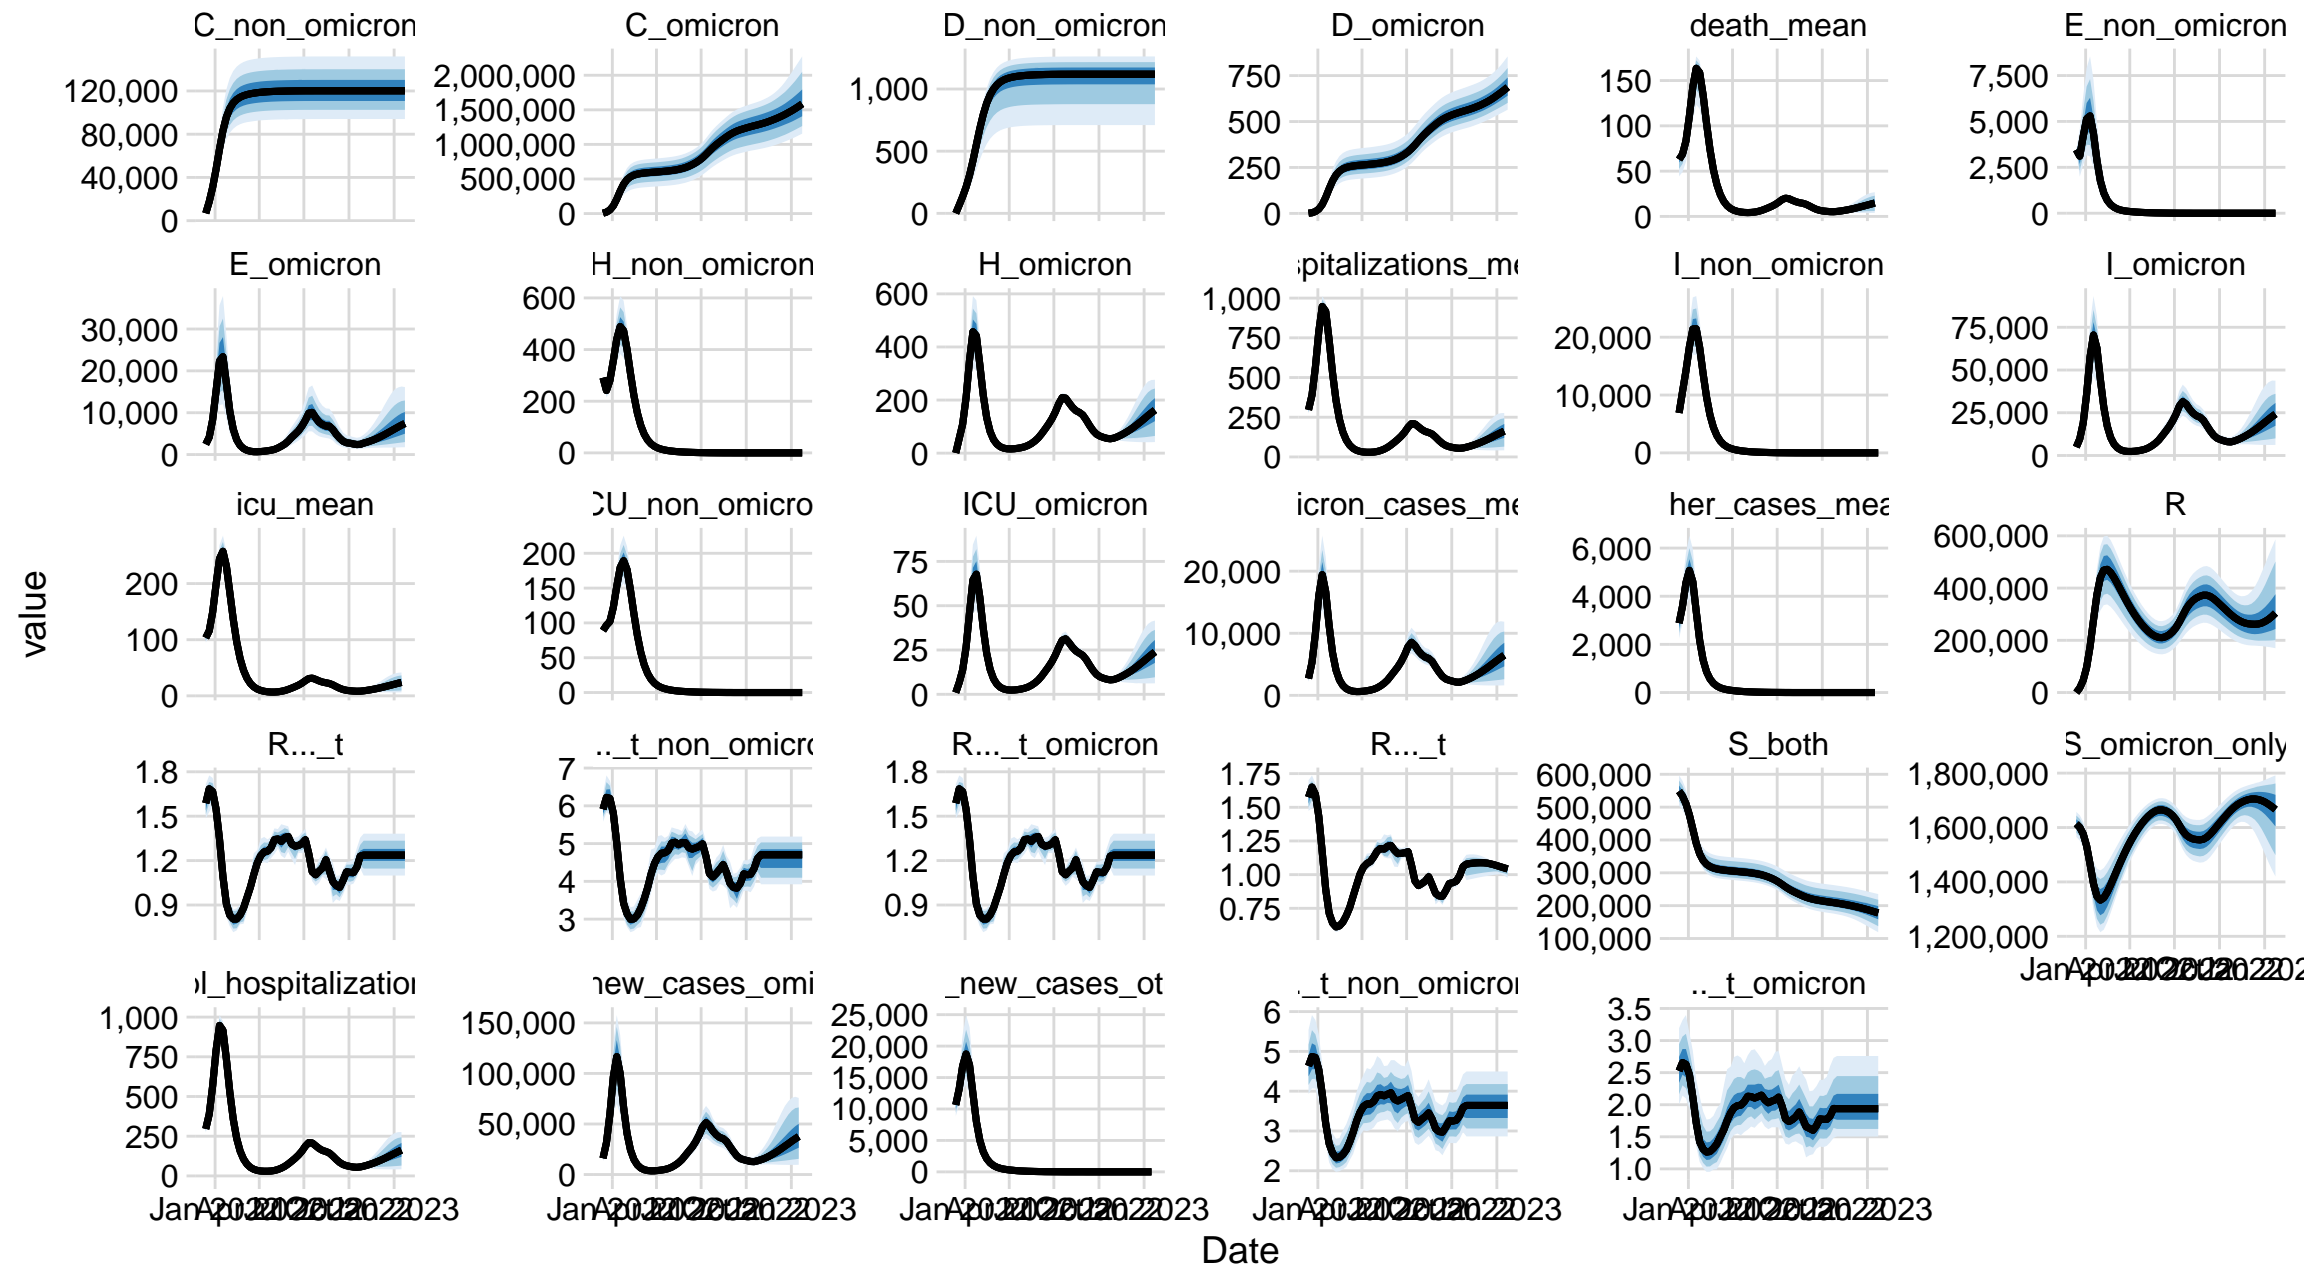 C_non_omicron C_omicron D_non_omicron D_omicron death_mean E_non_omicron
120,000 80,000 40,000 0
2,000,000 1,500,000 1,000,000 500,000 0
1,000 500 0
750 500 250 0
150 100 50 0
7,500 5,000 2,500 0
E_omicron H_non_omicron H_omicron spitalizations_me I_non_omicron I_omicron
30,000 20,000 10,000 0
600 400 200 0
600 400 200 0
1,000 750 500 250 0
20,000 10,000 0
75,000 50,000 25,000 0
icu_mean CU_non_omicro ICU_omicron icron_cases_me her_cases_mea R
200 100 0
200 150 100 50 0
75 50 25 0
20,000 10,000 0
6,000 4,000 2,000 0
600,000 400,000 200,000 0
R..._t .._t_non_omicro R..._t_omicron R..._t S_both S_omicron_only
1.8 1.5 1.2 0.9
7 6 5 4 3
1.8 1.5 1.2 0.9
1.75 1.50 1.25 1.00 0.75
600,000 500,000 400,000 300,000 200,000 100,000
1,800,000 1,600,000 1,400,000 1,200,000
ol_hospitalization new_cases_omi _new_cases_ot ._t_non_omicron .._t_omicron
1,000 750 500 250 0
150,000 100,000 50,000 0
25,000 20,000 15,000 10,000 5,000 0
6 5 4 3 2
3.5 3.0 2.5 2.0 1.5 1.0
value
Date